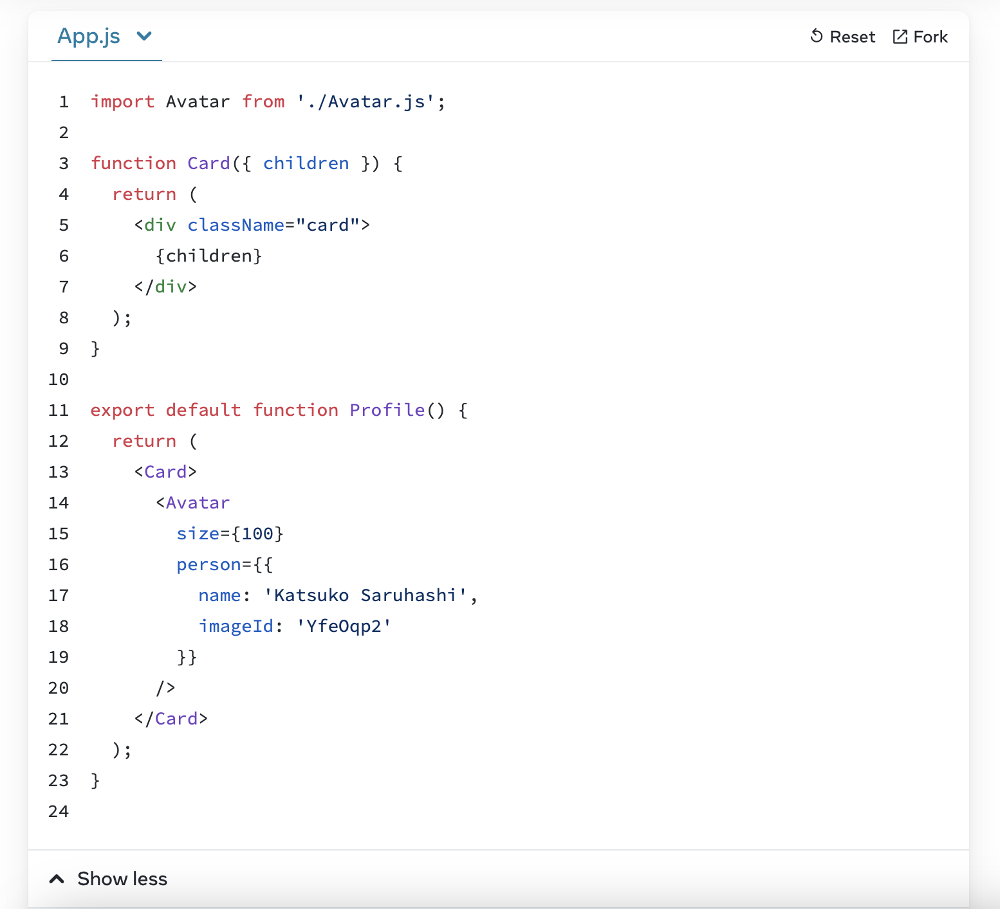 App.js
Reset Fork
1 import Avatar from './Avatar.js';
2
3 function Card({ children }) {
4   return (
5     <div className="card">
6       {children}
7     </div>
8   );
9 }
10
11 export default function Profile() {
12   return (
13     <Card>
14       <Avatar
15         size={100}
16         person={{
17           name: 'Katsuko Saruhashi',
18           imageId: 'YfeOqp2'
19         }}
20       />
21     </Card>
22   );
23 }
24
Show less